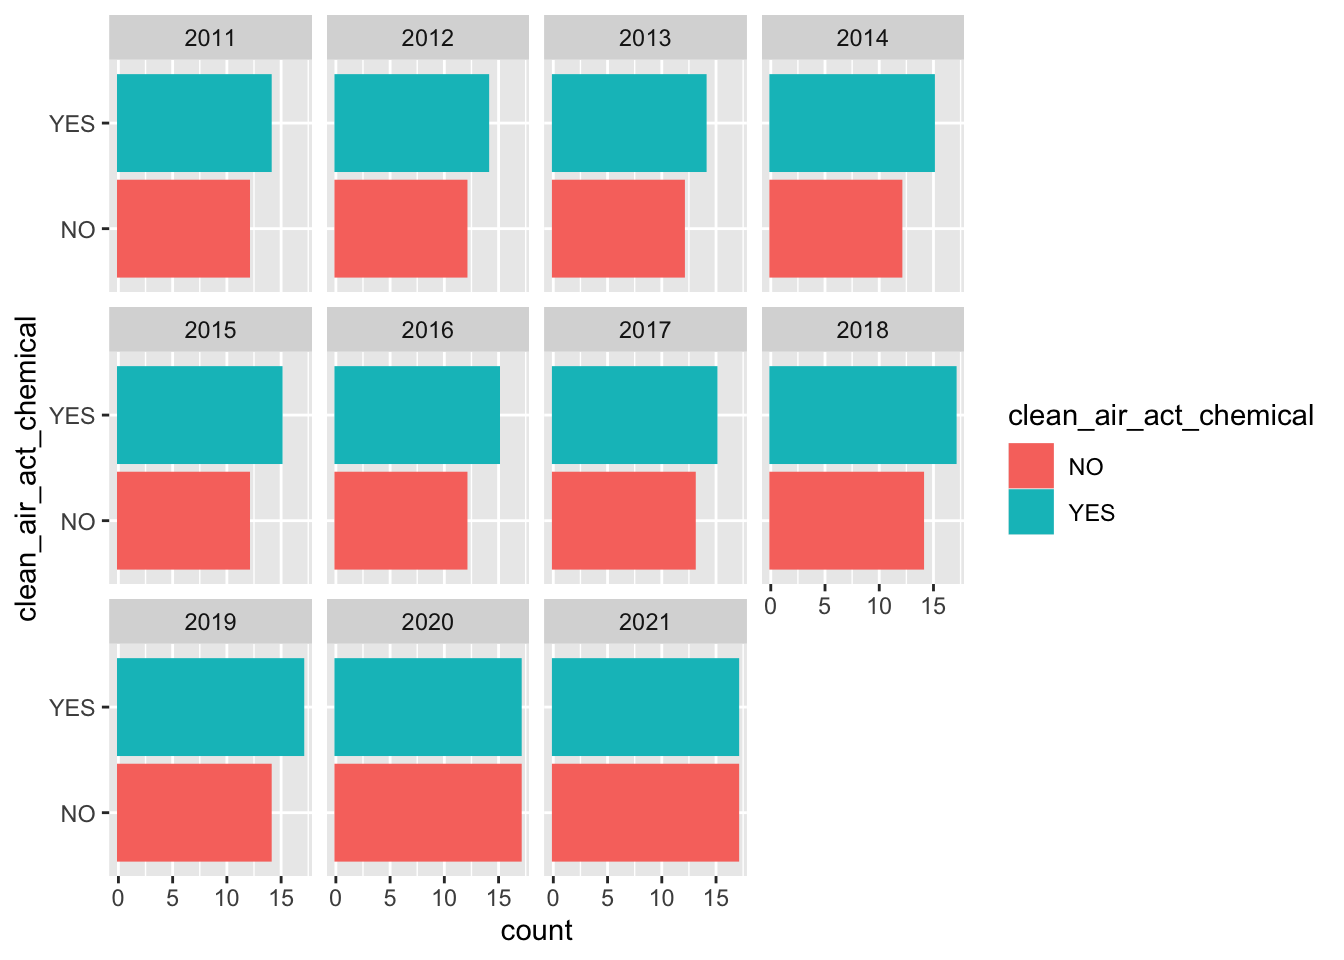 2011 2012 2013 2014
YES
NO
2015 2016 2017 2018
YES
NO
0 5 10 15
2019 2020 2021
YES
NO
0 5 10 15 0 5 10 15 0 5 10 15
count
clean_air_act_chemical
clean_air_act_chemical
NO
YES